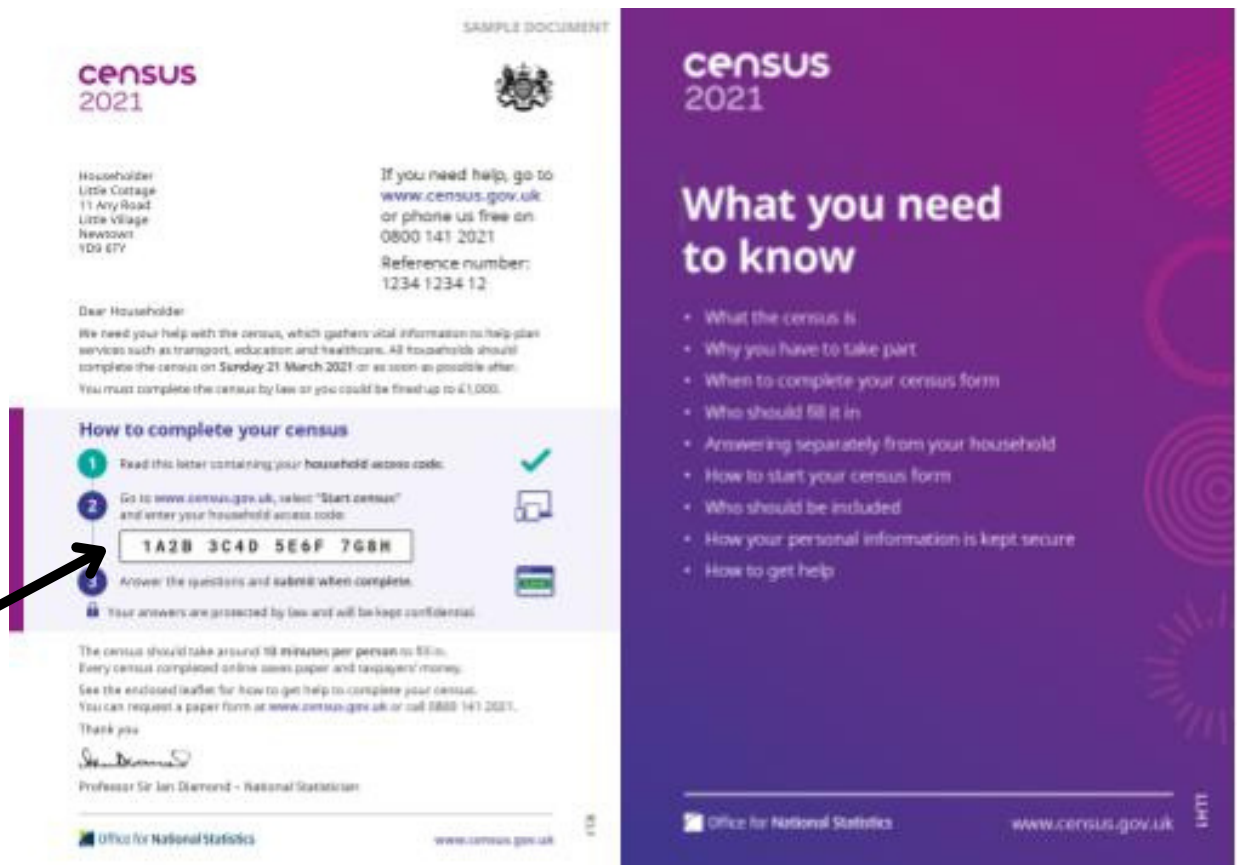 SAMPLE DOCUMENT
census
2021
Householder
Little Cottage
11 Any Road
Little Village
Newtown
YD9 6TY
If you need help, go to
www.census.gov.uk
or phone us free on
0800 141 2021
Reference number:
1234 1234 12
Dear Householder
We need your help with the census, which gathers vital information to help plan
services such as transport, education and healthcare. All households should
complete the census on Sunday 21 March 2021 or as soon as possible after.
You must complete the census by law or you could be fined up to £1,000.
How to complete your census
1 Read this letter containing your household access code.
2 Go to www.census.gov.uk, select "Start census"
and enter your household access code:
1A2B 3C4D 5E6F 7G8H
3 Answer the questions and submit when complete.
Your answers are protected by law and will be kept confidential.
The census should take around 10 minutes per person to fill in.
Every census completed online saves paper and taxpayers' money.
See the enclosed leaflet for how to get help to complete your census.
You can request a paper form at www.census.gov.uk or call 0800 141 2021.
Thank you
Professor Sir Ian Diamond – National Statistician
Office for National Statistics
www.census.gov.uk
census
2021
What you need
to know
• What the census is
• Why you have to take part
• When to complete your census form
• Who should fill it in
• Answering separately from your household
• How to start your census form
• Who should be included
• How your personal information is kept secure
• How to get help
Office for National Statistics
www.census.gov.uk